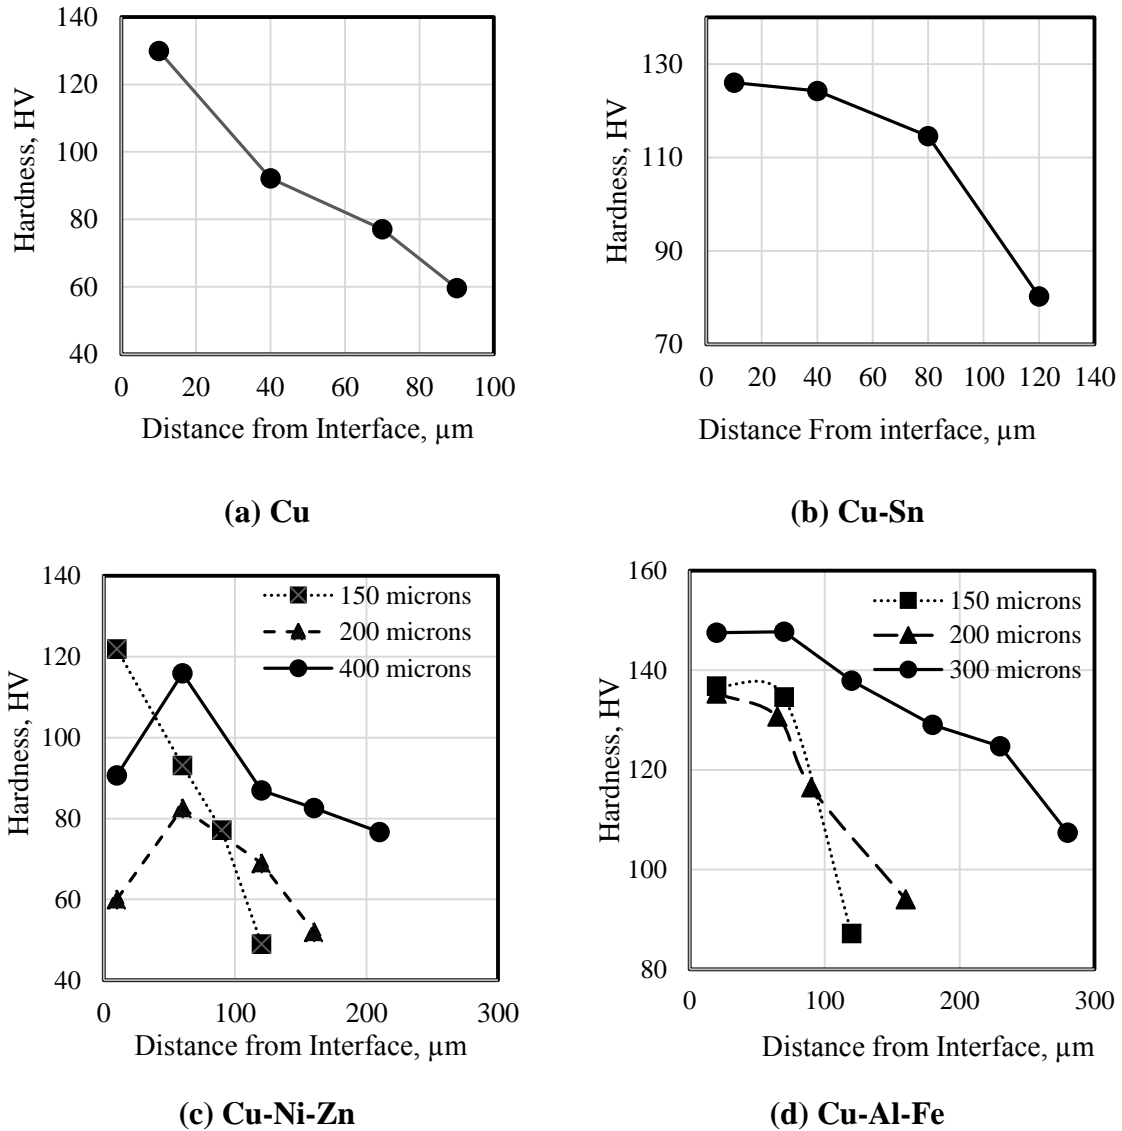 140
120
100
80
60
40
0 20 40 60 80 100
Hardness, HV
Distance from Interface, µm
(a) Cu
130
110
90
70
0 20 40 60 80 100 120 140
Hardness, HV
Distance From interface, µm
(b) Cu-Sn
140
120
100
80
60
40
0 100 200 300
Hardness, HV
150 microns
200 microns
400 microns
Distance from Interface, µm
(c) Cu-Ni-Zn
160
140
120
100
80
0 100 200 300
Hardness, HV
150 microns
200 microns
300 microns
Distance from Interface, µm
(d) Cu-Al-Fe